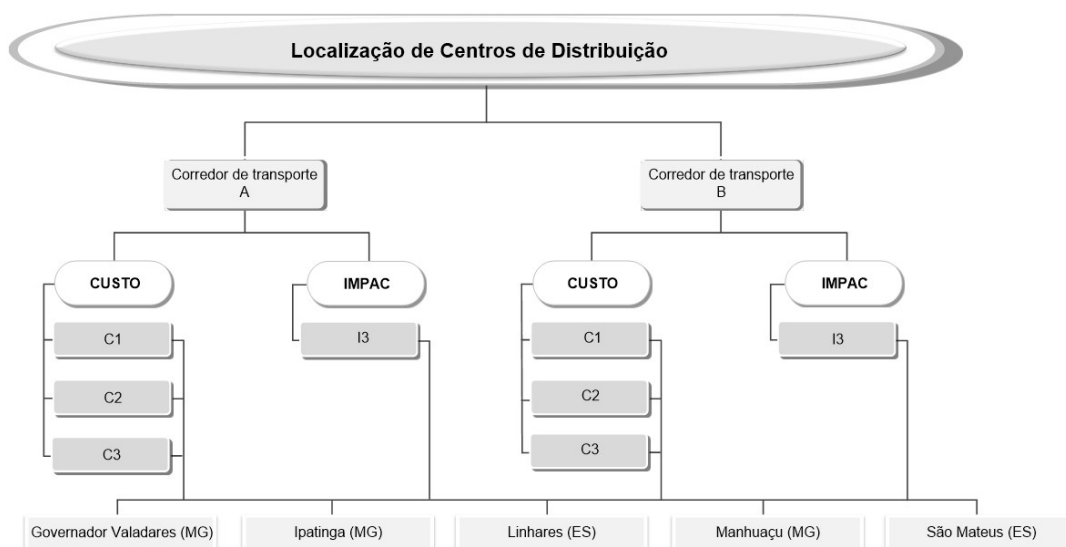 Localização de Centros de Distribuição
Corredor de transporte
A
Corredor de transporte
B
CUSTO
IMPAC
CUSTO
IMPAC
C1
I3
C1
I3
C2
C2
C3
C3
Governador Valadares (MG)
Ipatinga (MG)
Linhares (ES)
Manhuaçu (MG)
São Mateus (ES)